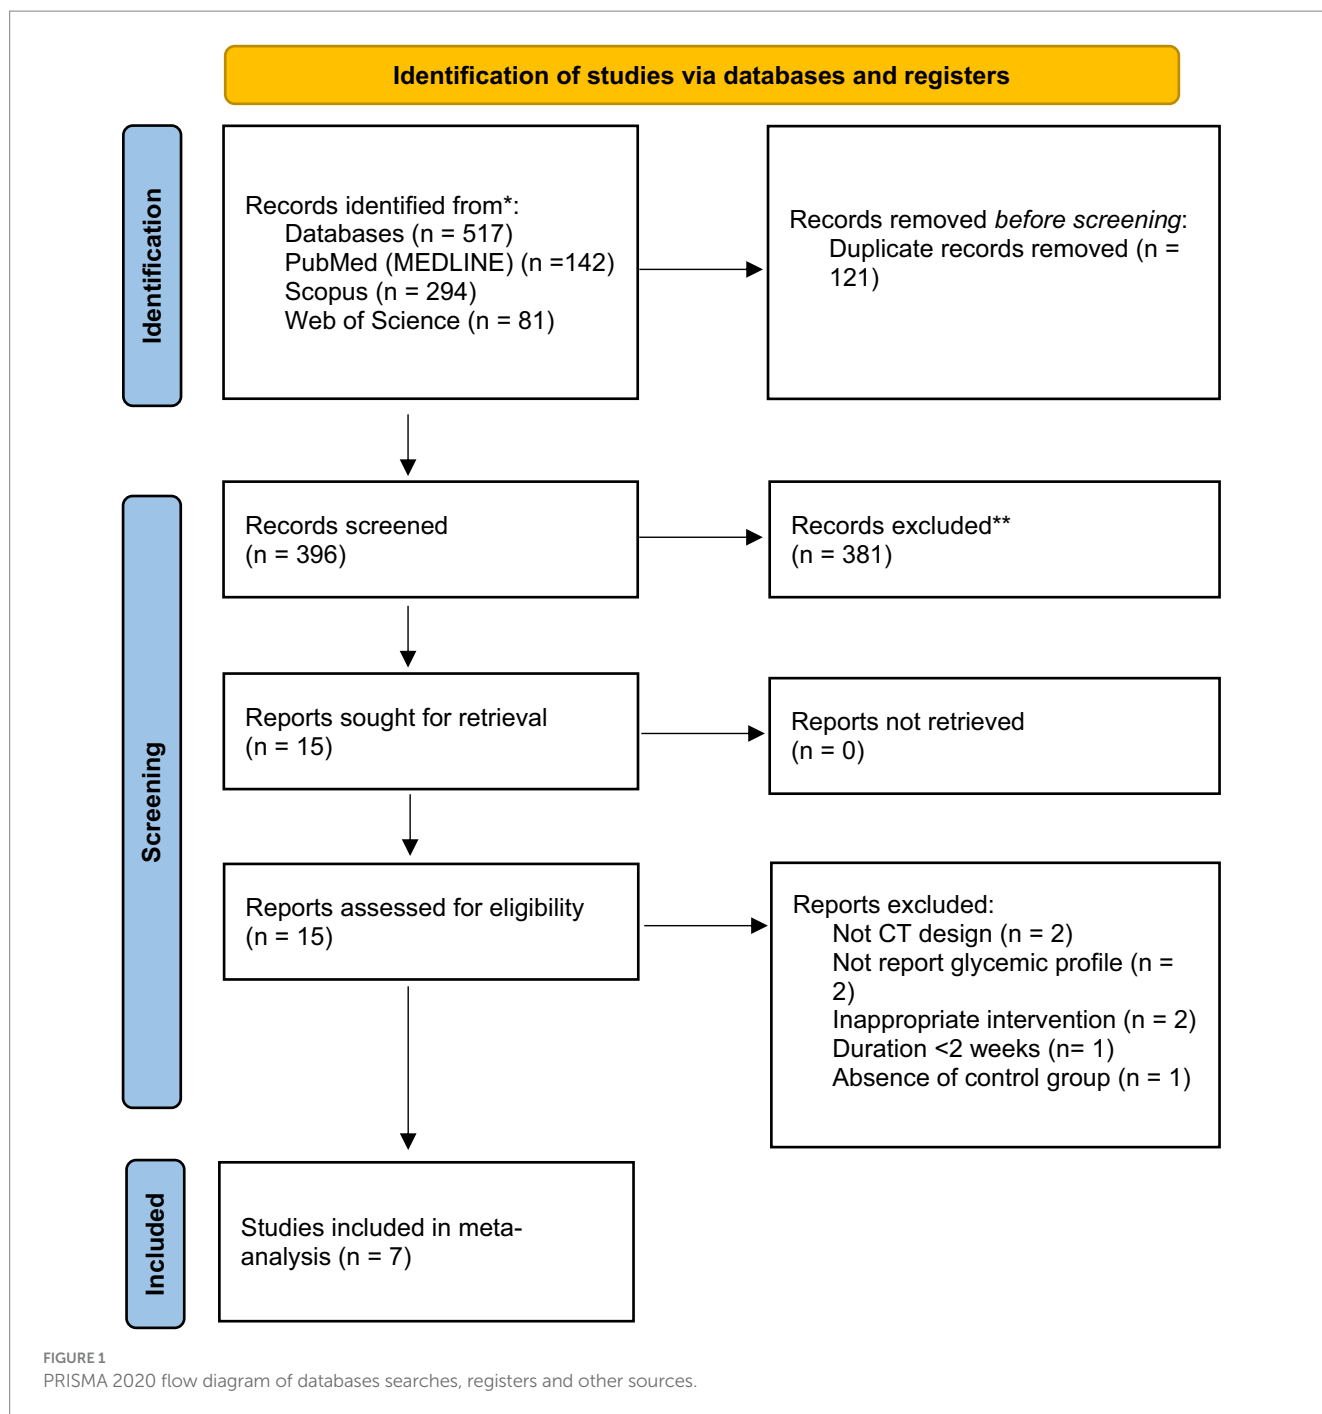 Identification of studies via databases and registers
Identification
Records identified from*:
Databases (n = 517)
PubMed (MEDLINE) (n =142)
Scopus (n = 294)
Web of Science (n = 81)
Records removed before screening:
Duplicate records removed (n =
121)
Screening
Records screened
(n = 396)
Records excluded**
(n = 381)
Reports sought for retrieval
(n = 15)
Reports not retrieved
(n = 0)
Reports assessed for eligibility
(n = 15)
Reports excluded:
Not CT design (n = 2)
Not report glycemic profile (n =
2)
Inappropriate intervention (n = 2)
Duration <2 weeks (n= 1)
Absence of control group (n = 1)
Included
Studies included in meta-
analysis (n = 7)
FIGURE 1
PRISMA 2020 flow diagram of databases searches, registers and other sources.